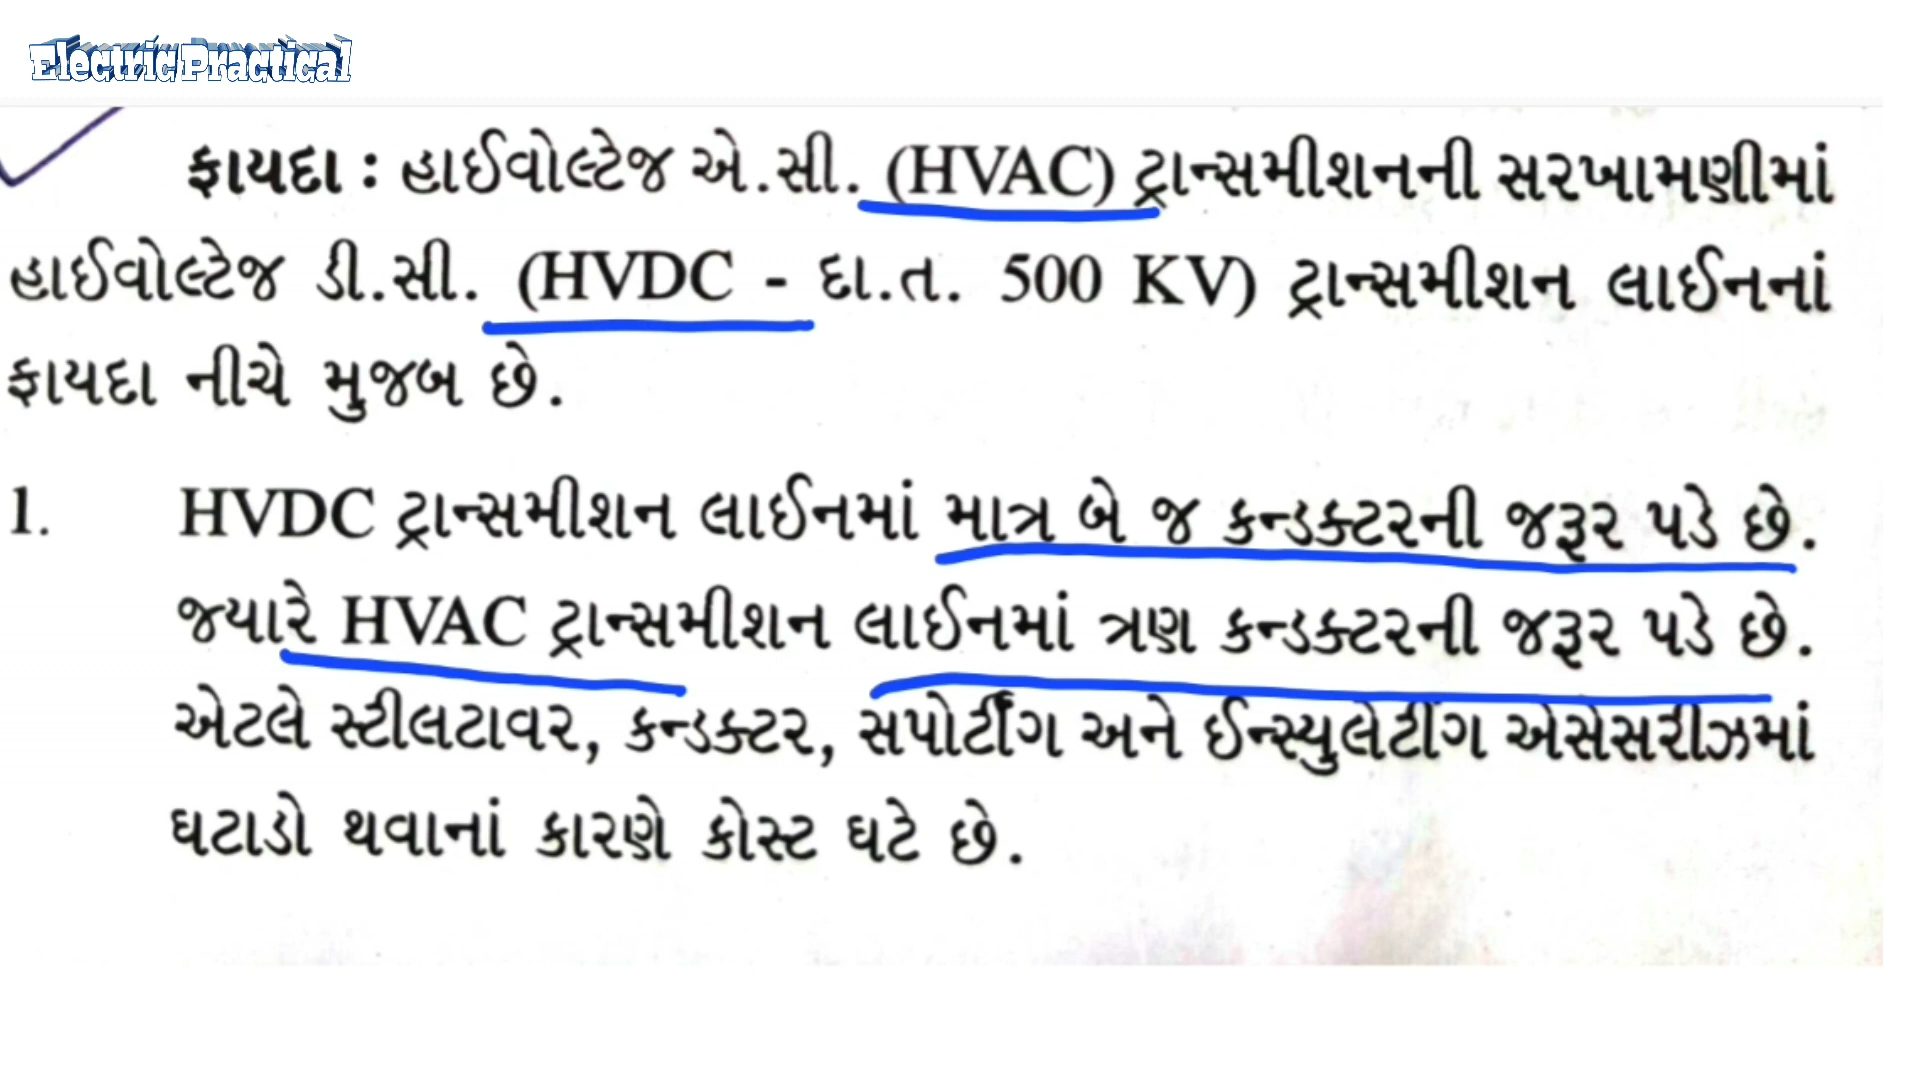 Electric Practical
ફાયદા : હાઈવોલ્ટેજ એ.સી. (HVAC) ટ્રાન્સમીશનની સરખામણીમાં
હાઈવોલ્ટેજ ડી.સી. (HVDC - દા.ત. 500 KV) ટ્રાન્સમીશન લાઈનનાં
ફાયદા નીચે મુજબ છે.
1. HVDC ટ્રાન્સમીશન લાઈનમાં માત્ર બે જ કન્ડક્ટરની જરૂર પડે છે.
જ્યારે HVAC ટ્રાન્સમીશન લાઈનમાં ત્રણ કન્ડક્ટરની જરૂર પડે છે.
એટલે સ્ટીલટાવર, કન્ડક્ટર, સપોર્ટીંગ અને ઈન્સ્યુલેટીંગ એસેસરીઝમાં
ઘટાડો થવાનાં કારણે કોસ્ટ ઘટે છે.